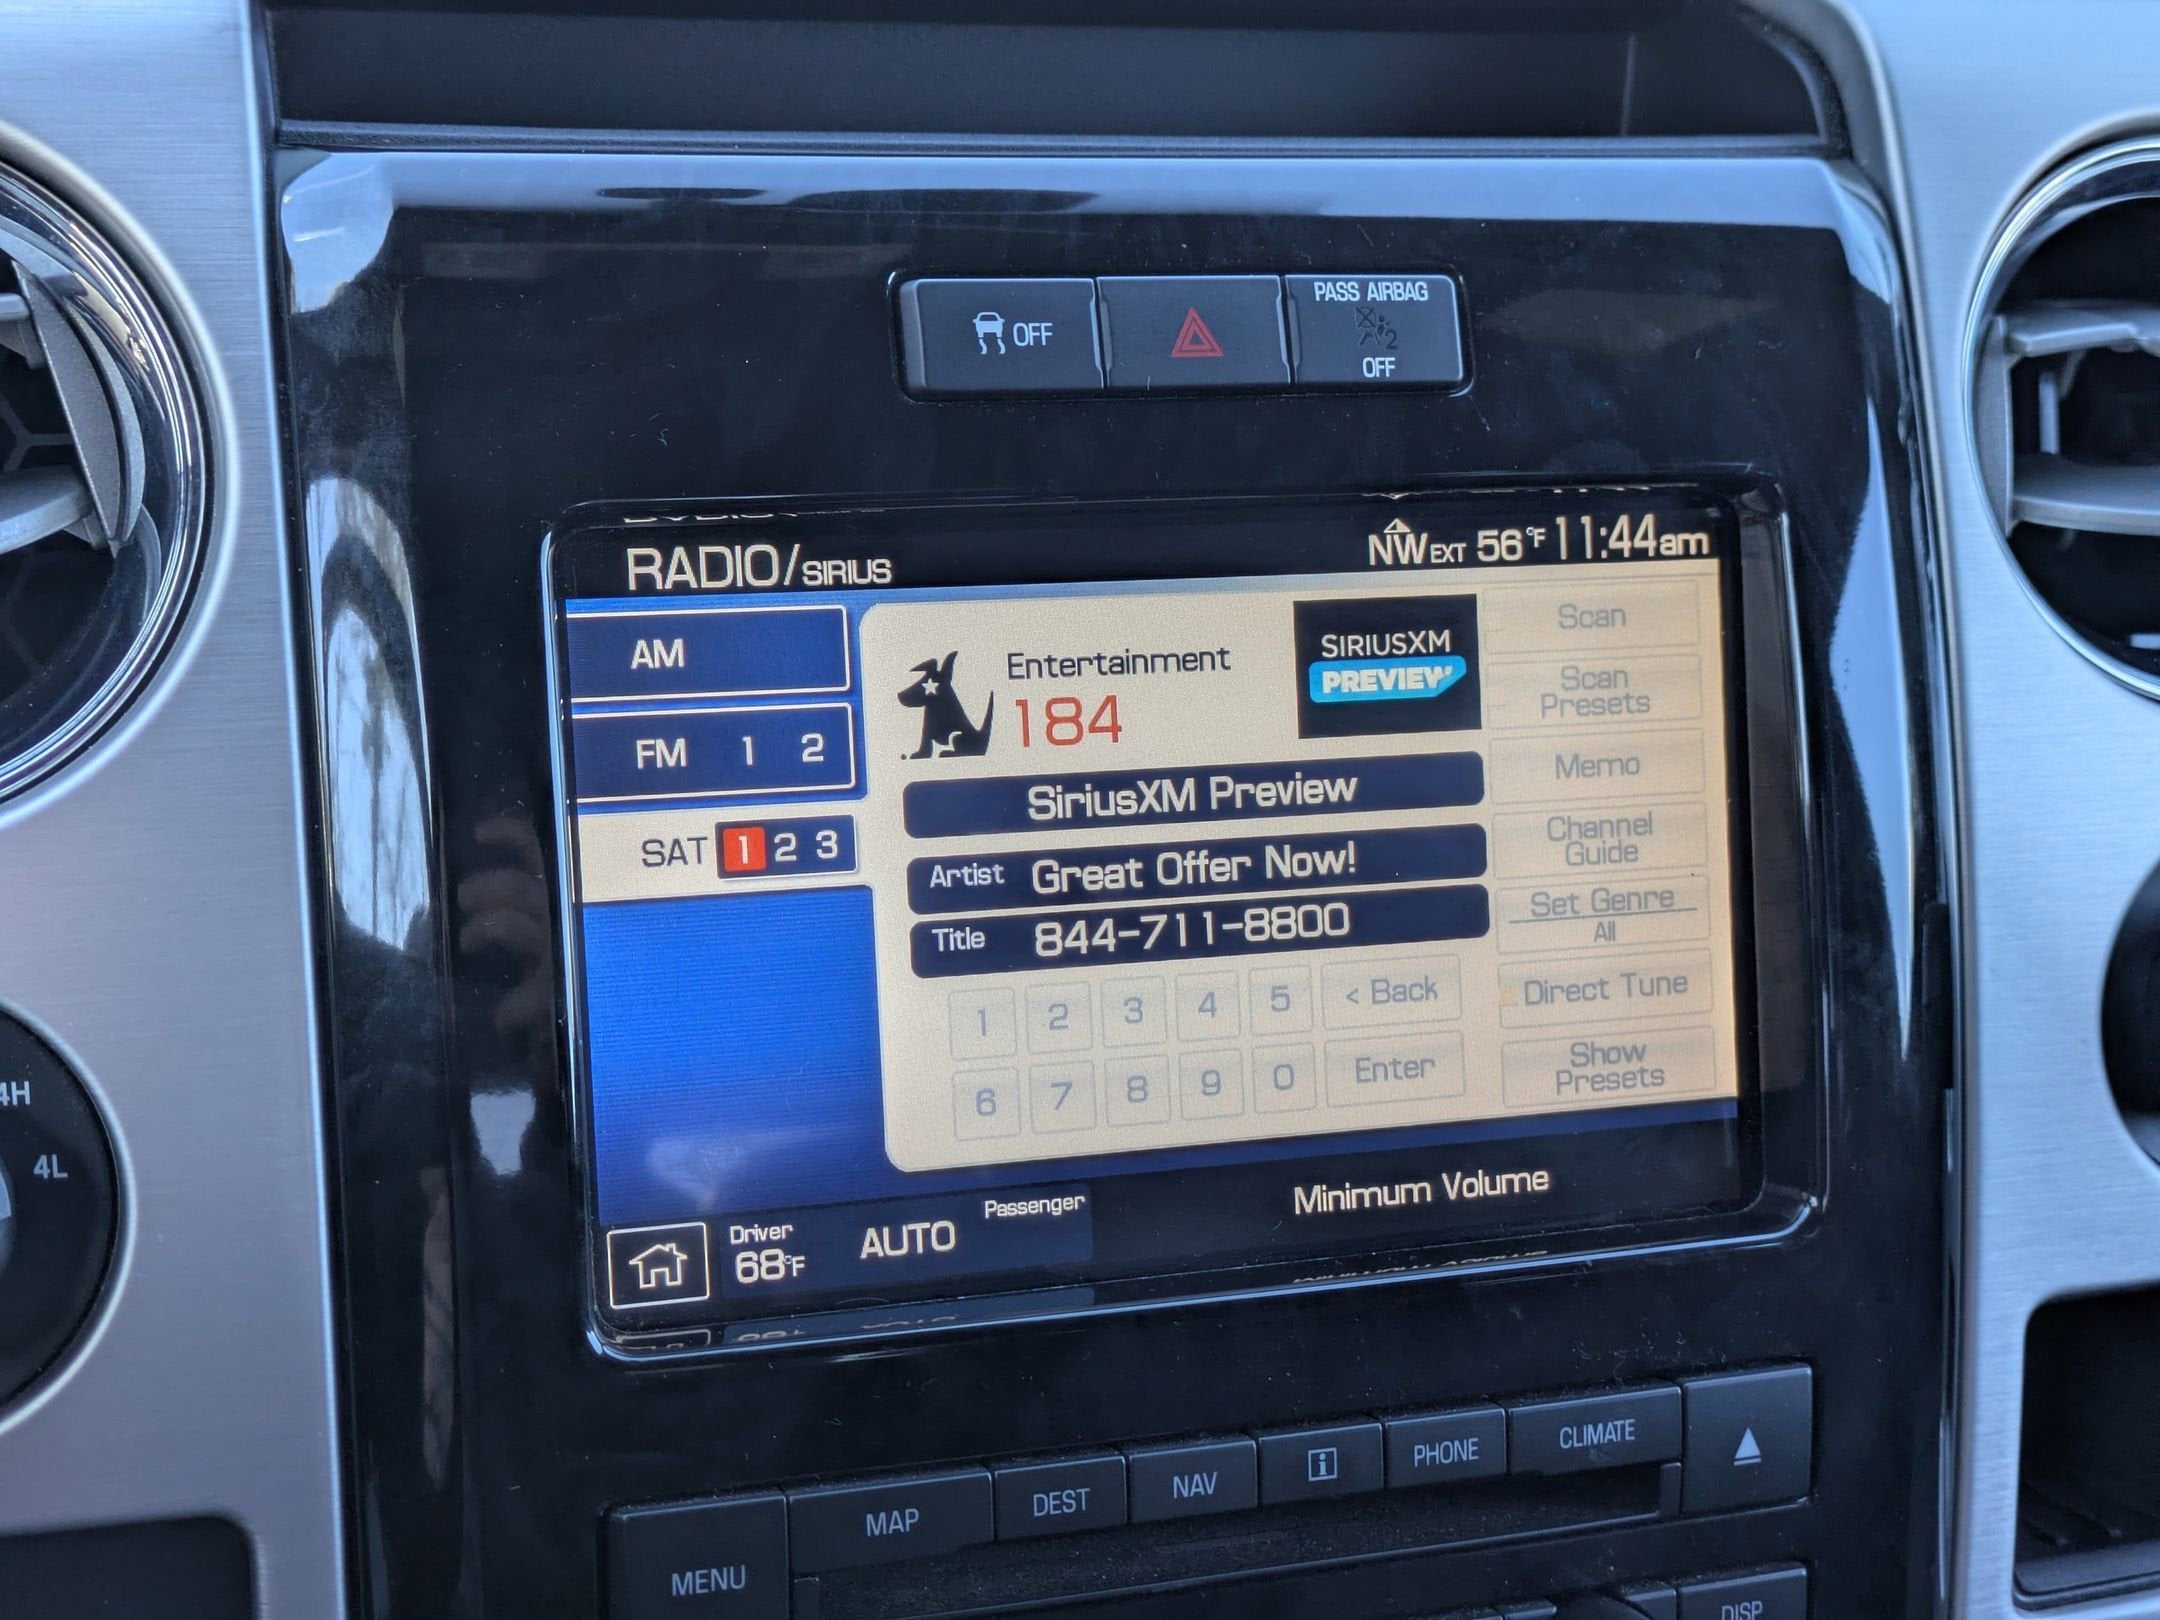 OFF
PASS AIRBAG
2
OFF
RADIO/SIRIUS
NW EXT 56°F 11:44am
AM
FM 1 2
SAT 1 2 3
Entertainment
184
SIRIUSXM
PREVIEW
SiriusXM Preview
Artist Great Offer Now!
Title 844-711-8800
1 2 3 4 5 < Back
6 7 8 9 0 Enter
Scan
Scan
Presets
Memo
Channel
Guide
Set Genre
All
Direct Tune
Show
Presets
Driver
68°F
AUTO
Passenger
Minimum Volume
4H
4L
MENU
MAP
DEST
NAV
i
PHONE
CLIMATE
DISP